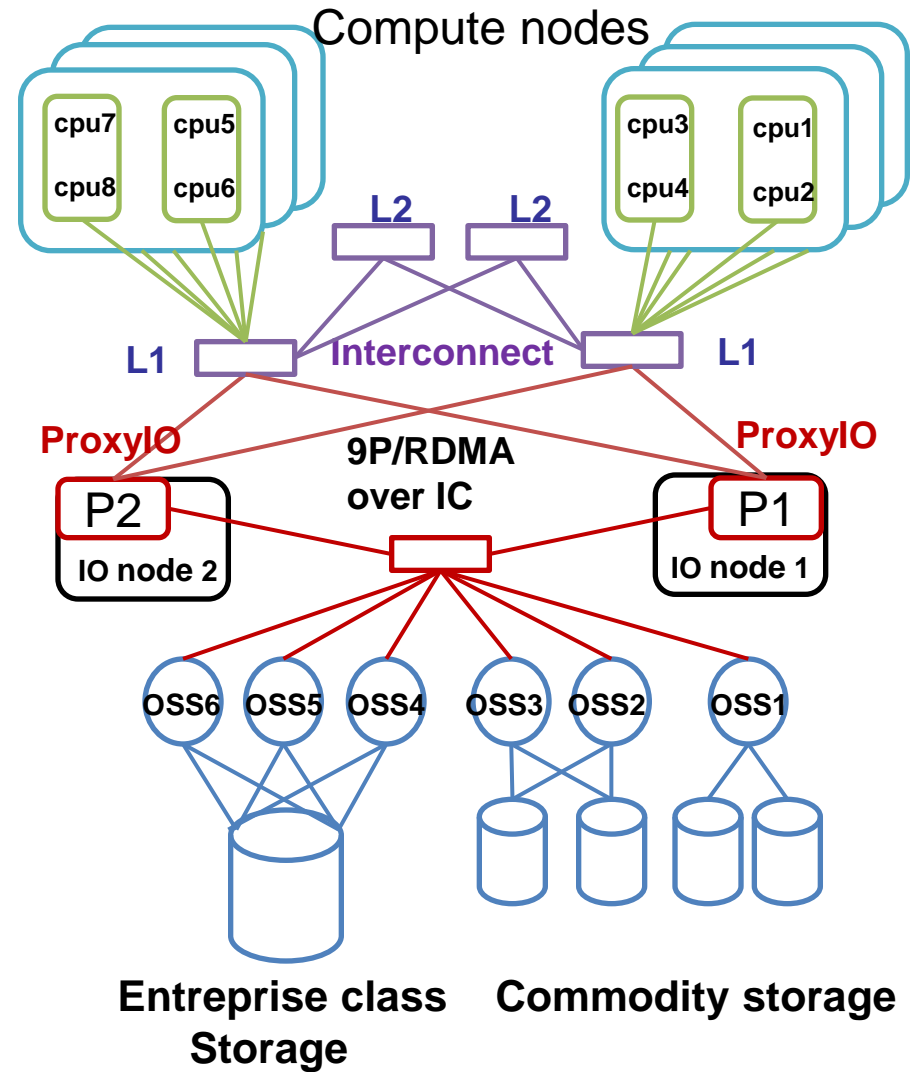 Compute nodes
cpu7
cpu5
cpu3
cpu1
cpu8
cpu6
cpu4
cpu2
L2
L2
L1
Interconnect
L1
ProxyIO
9P/RDMA
over IC
ProxyIO
P2
P1
IO node 2
IO node 1
OSS6
OSS5
OSS4
OSS3
OSS2
OSS1
Entreprise class
Storage
Commodity storage